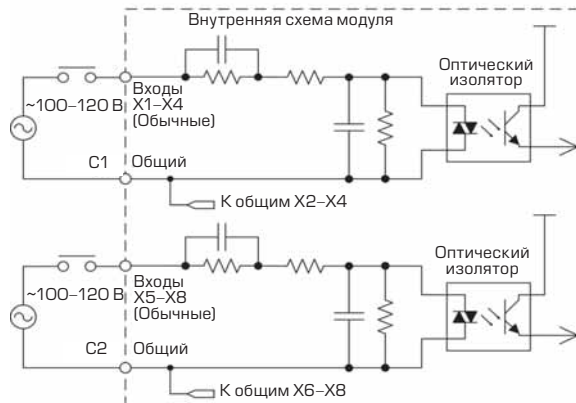 Внутренняя схема модуля
Оптический
изолятор
~100–120 В
Входы
X1–X4
(Обычные)
C1
Общий
К общим X2–X4
Оптический
изолятор
~100–120 В
Входы
X5–X8
(Обычные)
C2
Общий
К общим X6–X8